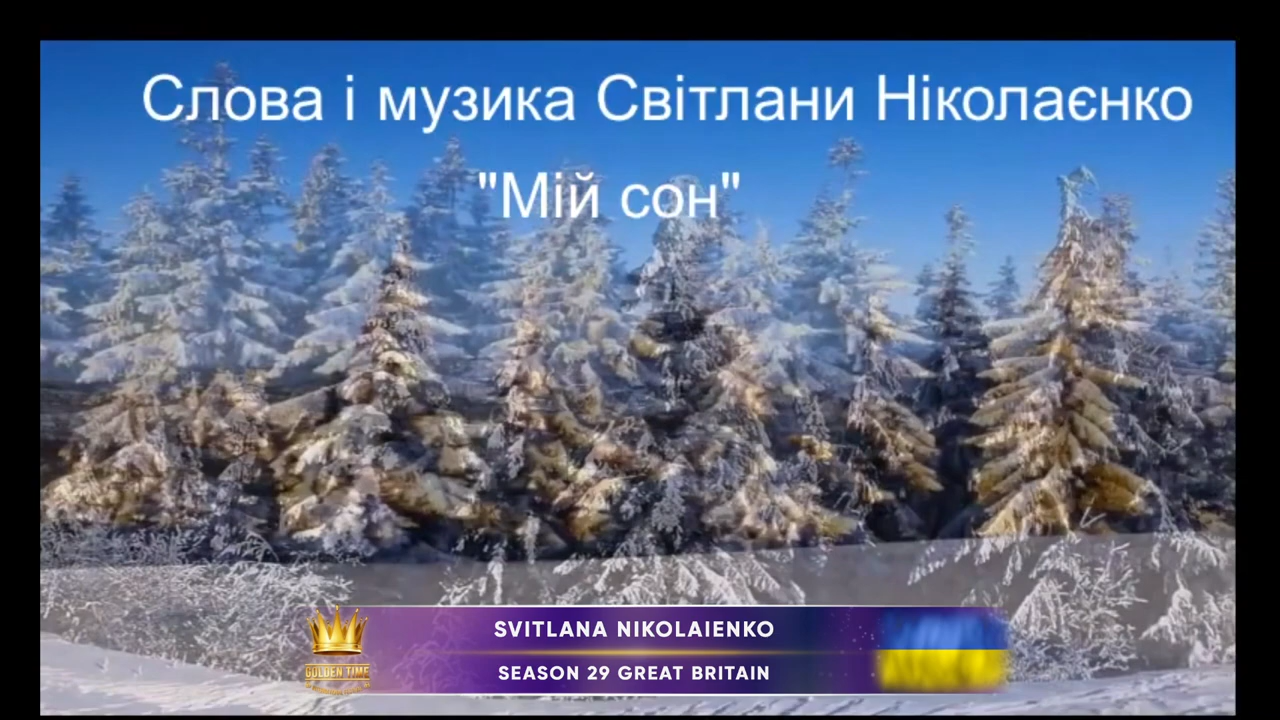 Слова і музика Світлани Ніколаєнко
"Мій сон"
SVITLANA NIKOLAIENKO
SEASON 29 GREAT BRITAIN
GOLDEN TIME